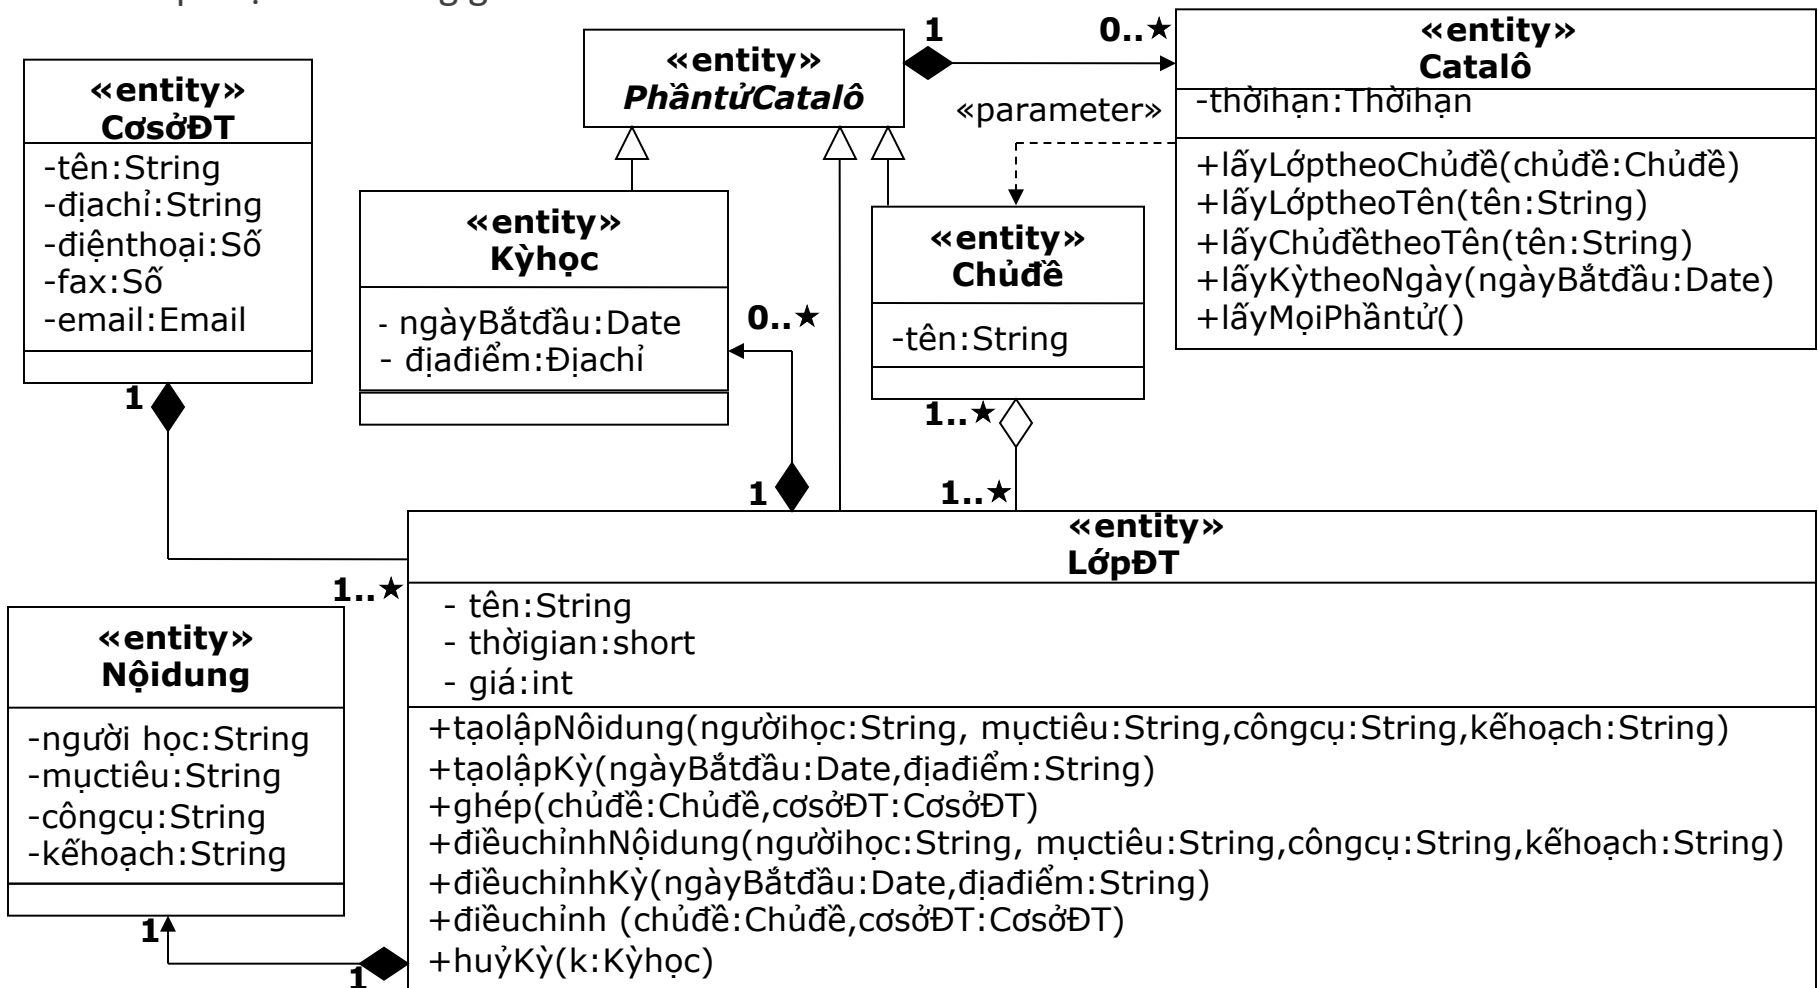 «entity»
CơsởĐT
-tên:String
-địachỉ:String
-điệnthoại:Số
-fax:Số
-email:Email
1
«entity»
PhầntửCatalô
1
0..★
«parameter»
«entity»
Catalô
-thờihạn:Thờihạn
+lấyLớptheoChủđề(chủđề:Chủđề)
+lấyLớptheoTên(tên:String)
+lấyChủđềtheoTên(tên:String)
+lấyKỳtheoNgày(ngàyBắtđầu:Date)
+lấyMọiPhầntử()
«entity»
Kỳhọc
- ngàyBắtđầu:Date
- địađiểm:Địachỉ
0..★
1
«entity»
Chủđề
-tên:String
1..★
1..★
1..★
«entity»
LớpĐT
- tên:String
- thờigian:short
- giá:int
+tạolậpNôidung(ngườihọc:String, mụctiêu:String,côngcụ:String,kếhoạch:String)
+tạolậpKỳ(ngàyBắtđầu:Date,địađiểm:String)
+ghép(chủđề:Chủđề,cơsởĐT:CơsởĐT)
+điềuchỉnhNộidung(ngườihọc:String, mụctiêu:String,côngcụ:String,kếhoạch:String)
+điềuchỉnhKỳ(ngàyBắtđầu:Date,địađiểm:String)
+điềuchỉnh (chủđề:Chủđề,cơsởĐT:CơsởĐT)
+huỷKỳ(k:Kỳhọc)
«entity»
Nộidung
-người học:String
-mụctiêu:String
-côngcụ:String
-kếhoạch:String
1
1